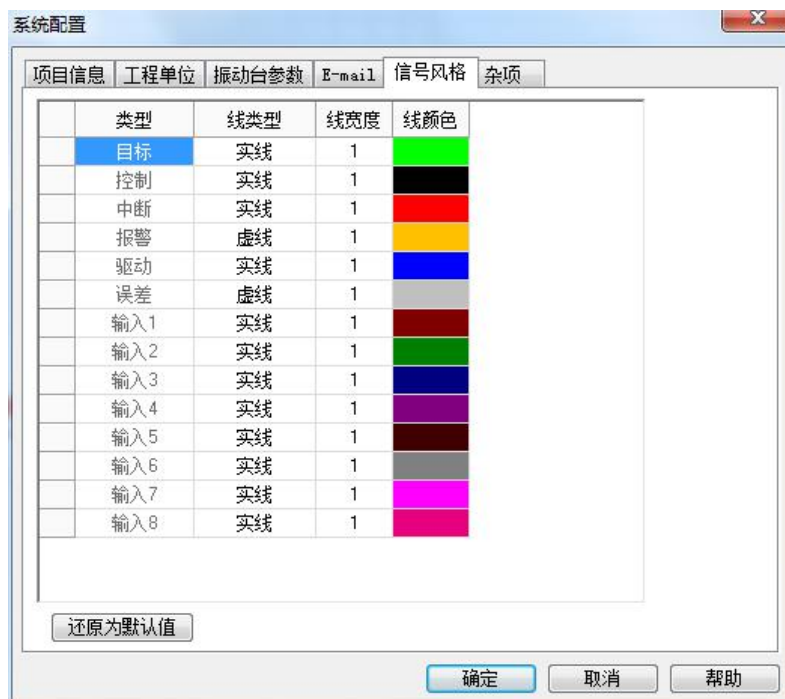 系统配置
项目信息 工程单位 振动台参数 E-mail 信号风格 杂项
类型 线类型 线宽度 线颜色
目标 实线 1
控制 实线 1
中断 实线 1
报警 虚线 1
驱动 实线 1
误差 虚线 1
输入1 实线 1
输入2 实线 1
输入3 实线 1
输入4 实线 1
输入5 实线 1
输入6 实线 1
输入7 实线 1
输入8 实线 1
还原为默认值
确定 取消 帮助